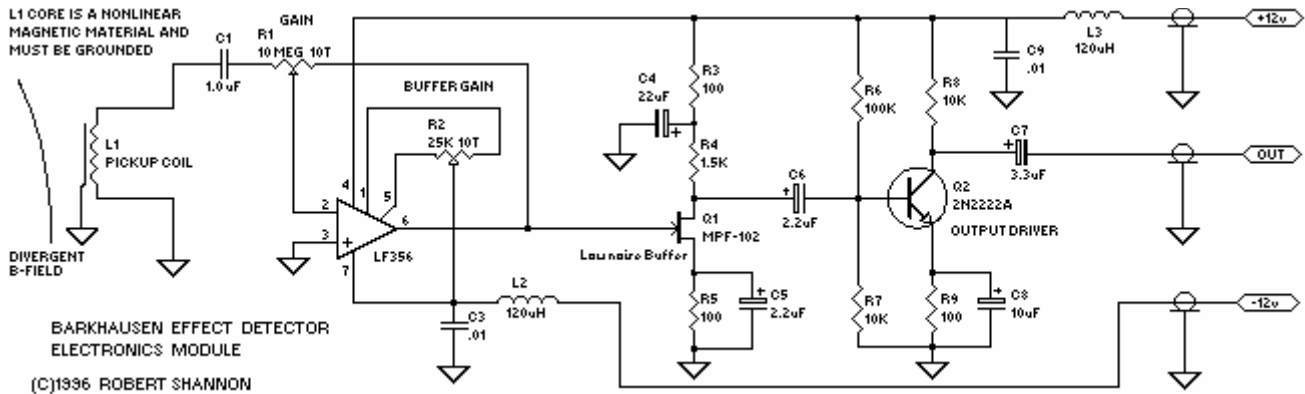 L1 CORE IS A NONLINEAR
MAGNETIC MATERIAL AND
MUST BE GROUNDED
GAIN
R1
10 MEG 10T
C1
1.0uF
L1
PICKUP COIL
DIVERGENT
B-FIELD
BUFFER GAIN
R2
25K 10T
4
1
5
2
3
+
6
7
LF356
L2
120uH
C3
.01
C4
22uF
+
R3
100
R4
1.5K
Q1
MPF-102
Low noise Buffer
R5
100
+
C5
2.2uF
C6
+
2.2uF
R6
100K
R7
10K
R8
10K
Q2
2N2222A
OUTPUT DRIVER
R9
100
+
C8
10uF
C7
+
3.3uF
C9
.01
L3
120uH
+12v
OUT
-12v
BARKHAUSEN EFFECT DETECTOR
ELECTRONICS MODULE
(C)1996 ROBERT SHANNON